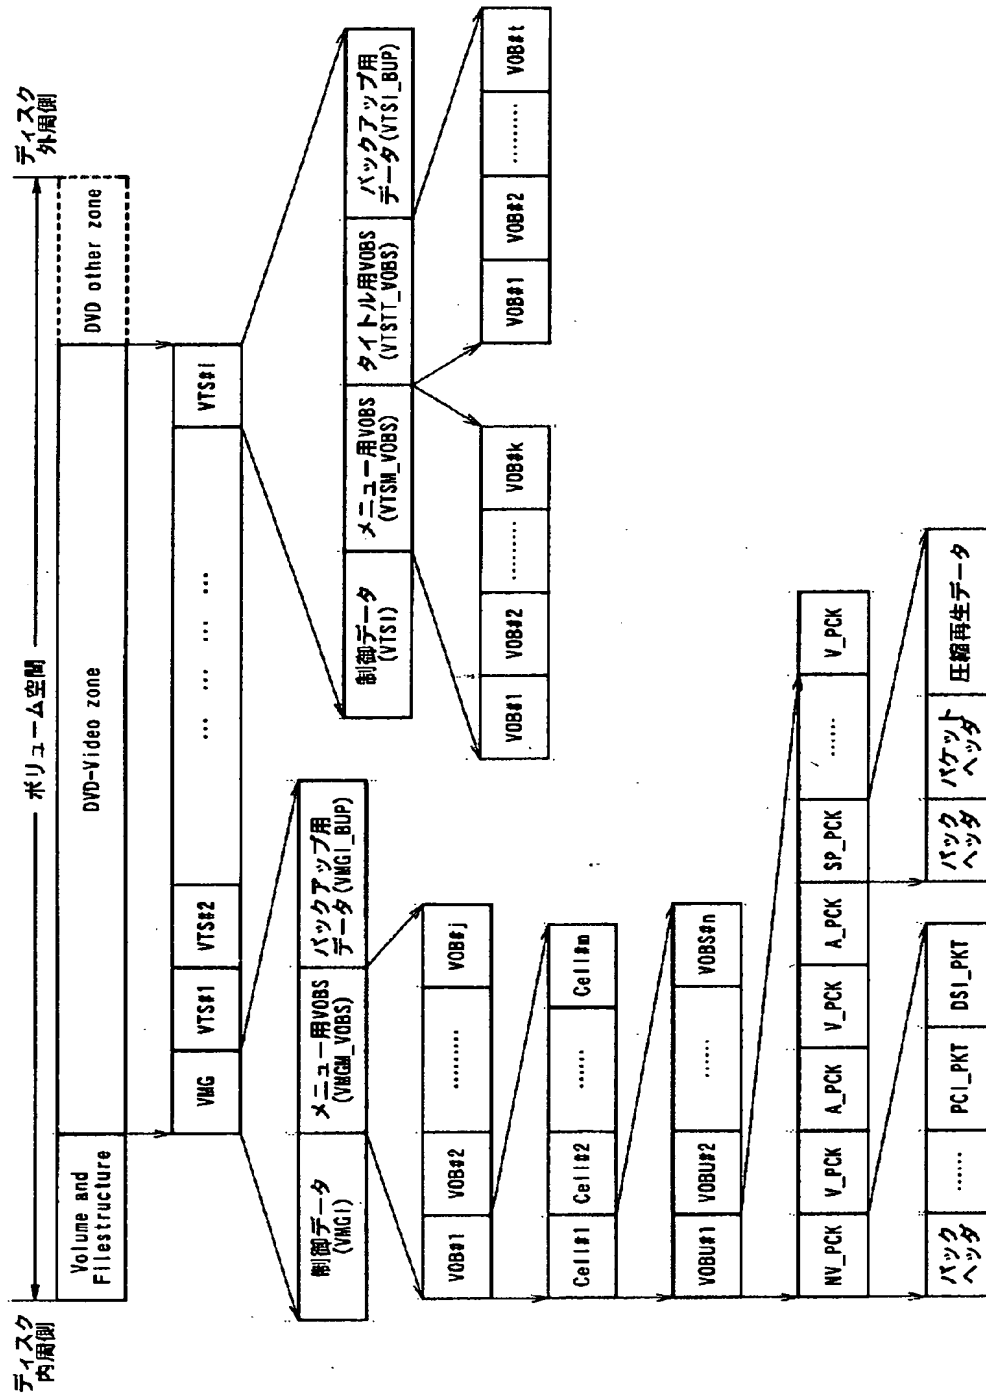 ディスク
内周側
ディスク
外周側
ボリューム空間
Volume and
Filestructure
DVD-Video zone
DVD other zone
VMG
VTS#1
VTS#2
... ... ... ...
VTS#i
制御データ
(VMGI)
メニュー用VOBS
(VMGM_VOBS)
バックアップ用
データ(VMGI_BUP)
制御データ
(VTSI)
メニュー用VOBS
(VTSM_VOBS)
タイトル用VOBS
(VTSTT_VOBS)
バックアップ用
データ(VTSI_BUP)
VOB#1
VOB#2
.........
VOB#j
VOB#1
VOB#2
.........
VOB#k
VOB#1
VOB#2
.........
VOB#t
Cell#1
Cell#2
......
Cell#m
VOBU#1
VOBU#2
......
VOBS#n
NV_PCK
V_PCK
A_PCK
V_PCK
A_PCK
SP_PCK
......
V_PCK
パック
ヘッダ
......
PCI_PKT
DSI_PKT
パック
ヘッダ
パケット
ヘッダ
圧縮再生データ